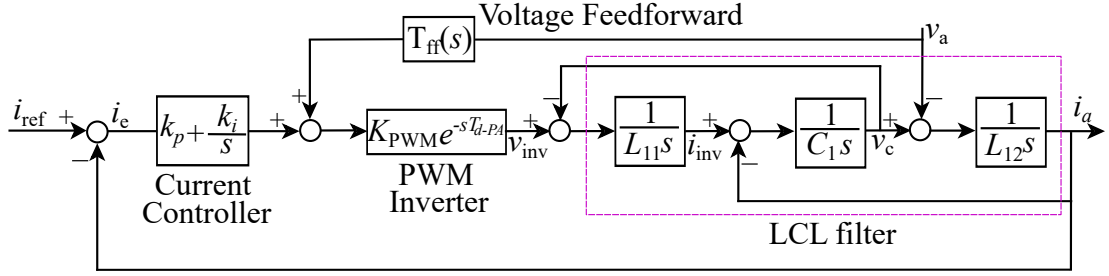 Voltage Feedforward
T_ff(s)
v_a
i_ref
+
−
i_e
k_p + k_i/s
+
+
K_PWM e^{-sT_{d-PA}}
v_inv
+
−
1/(L_11 s)
i_inv
+
−
1/(C_1 s)
v_c
+
−
1/(L_12 s)
i_a
Current
Controller
PWM
Inverter
LCL filter